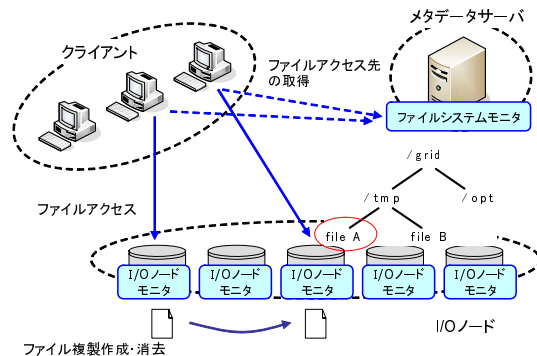 メタデータサーバ
クライアント
ファイルアクセス先
の取得
ファイルシステムモニタ
/grid
/tmp
/opt
ファイルアクセス
file A
file B
I/Oノード
モニタ
I/Oノード
モニタ
I/Oノード
モニタ
I/Oノード
モニタ
I/Oノード
モニタ
I/Oノード
ファイル複製作成・消去